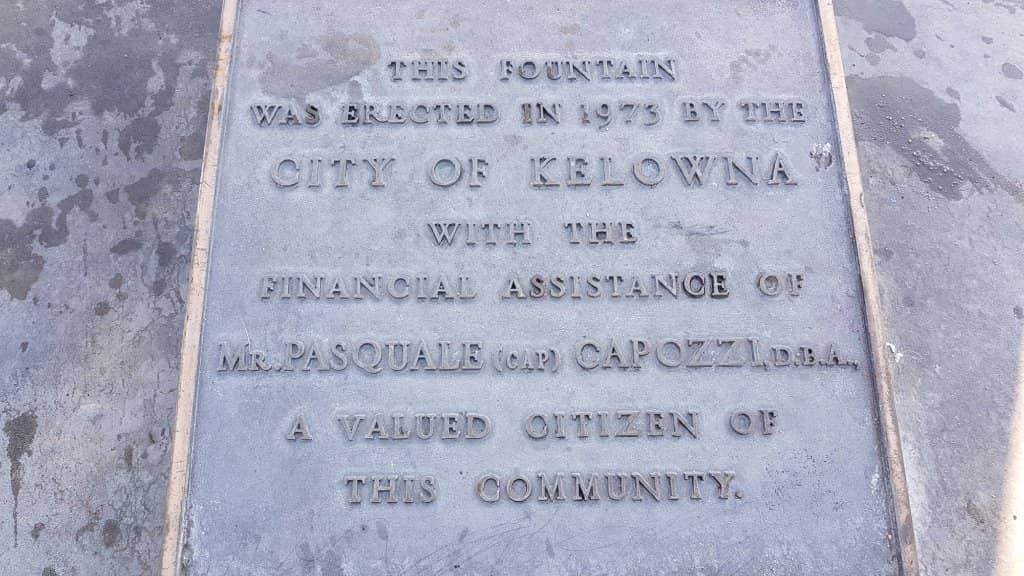 THIS FOUNTAIN
WAS ERECTED IN 1973 BY THE
CITY OF KELOWNA
WITH THE
FINANCIAL ASSISTANCE OF
MR. PASQUALE (CAP) CAPOZZI, D.B.A.,
A VALUED CITIZEN OF
THIS COMMUNITY.